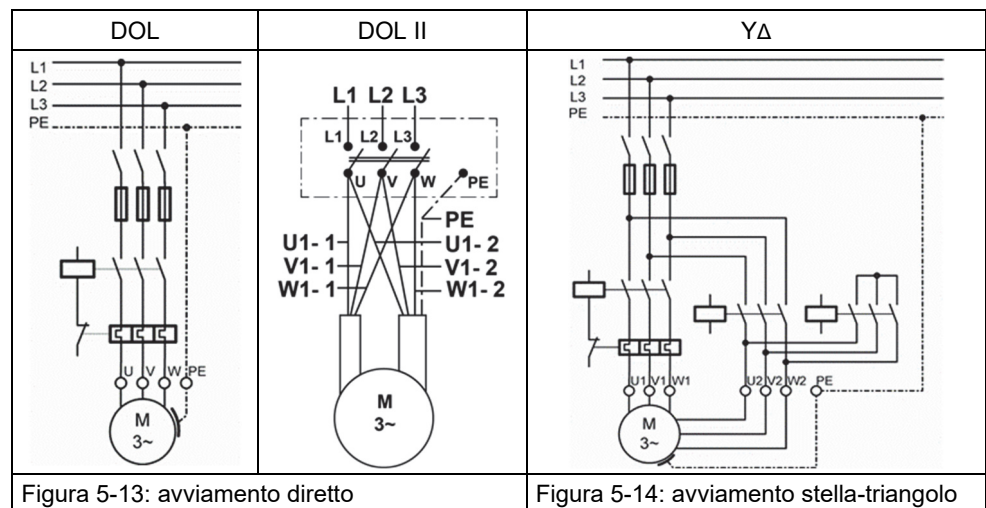 DOL
DOL II
YΔ
L1
L2
L3
PE
U V W PE
M
3~
L1 L2 L3
L1 L2 L3
U V W PE
PE
U1- 1 U1- 2
V1- 1 V1- 2
W1- 1 W1- 2
M
3~
L1
L2
L3
PE
U1 V1 W1 U2 V2 W2 PE
M
3~
Figura 5-13: avviamento diretto
Figura 5-14: avviamento stella-triangolo